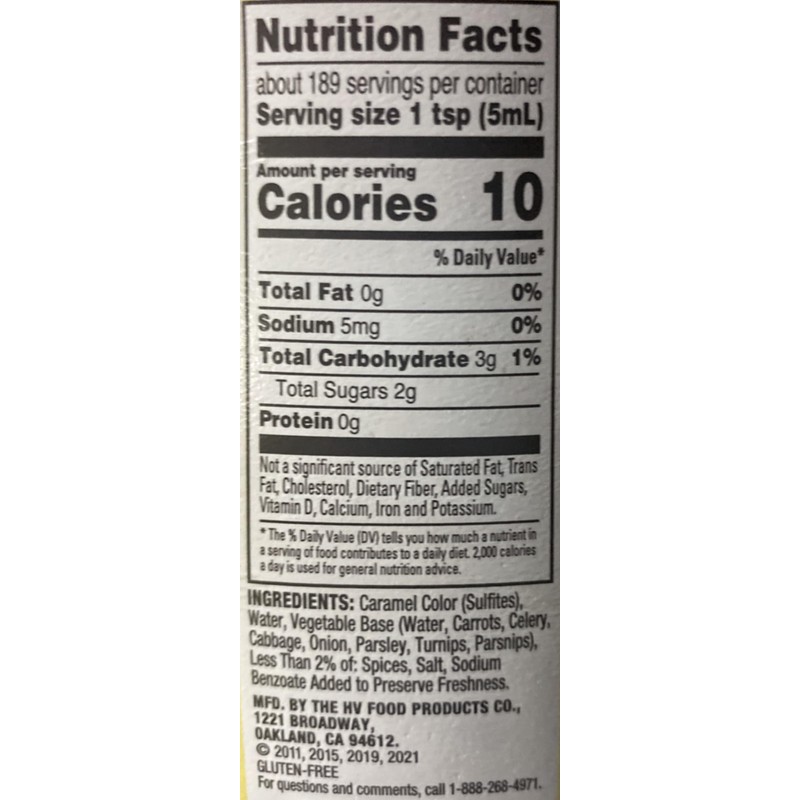 Nutrition Facts
about 189 servings per container
Serving size 1 tsp (5mL)
Amount per serving
Calories 10
% Daily Value*
Total Fat 0g 0%
Sodium 5mg 0%
Total Carbohydrate 3g 1%
Total Sugars 2g
Protein 0g
Not a significant source of Saturated Fat, Trans
Fat, Cholesterol, Dietary Fiber, Added Sugars,
Vitamin D, Calcium, Iron and Potassium.
* The % Daily Value (DV) tells you how much a nutrient in
a serving of food contributes to a daily diet. 2,000 calories
a day is used for general nutrition advice.
INGREDIENTS: Caramel Color (Sulfites),
Water, Vegetable Base (Water, Carrots, Celery,
Cabbage, Onion, Parsley, Turnips, Parsnips),
Less Than 2% of: Spices, Salt, Sodium
Benzoate Added to Preserve Freshness.
MFD. BY THE HV FOOD PRODUCTS CO.,
1221 BROADWAY,
OAKLAND, CA 94612.
© 2011, 2015, 2019, 2021
GLUTEN-FREE
For questions and comments, call 1-888-268-4971.